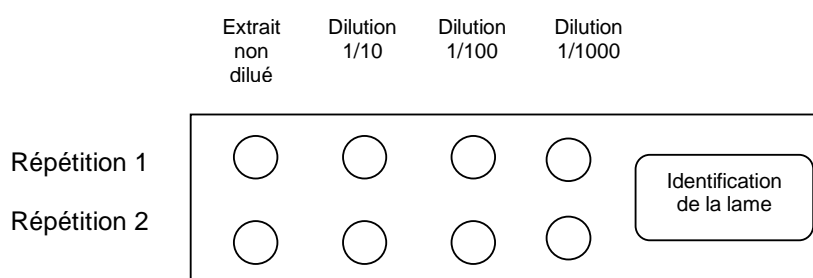 Extrait
non
dilué
Dilution
1/10
Dilution
1/100
Dilution
1/1000
Répétition 1
Répétition 2
Identification
de la lame